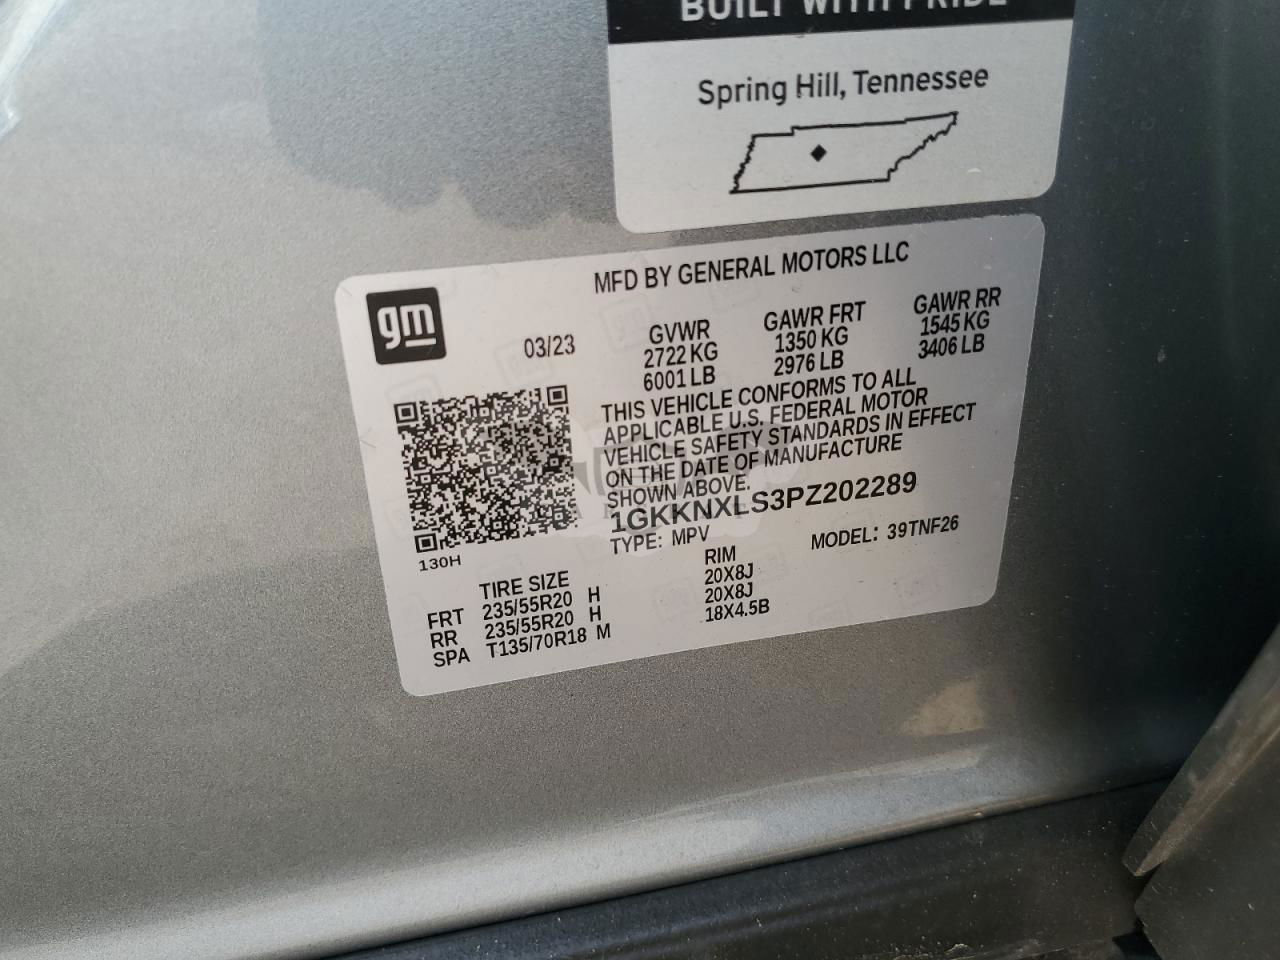 BUILT WITH PRIDE
Spring Hill, Tennessee
gm
MFD BY GENERAL MOTORS LLC
03/23
GVWR
2722 KG
6001 LB
GAWR FRT
1350 KG
2976 LB
GAWR RR
1545 KG
3406 LB
THIS VEHICLE CONFORMS TO ALL
APPLICABLE U.S. FEDERAL MOTOR
VEHICLE SAFETY STANDARDS IN EFFECT
ON THE DATE OF MANUFACTURE
SHOWN ABOVE.
1GKKNXLS3PZ202289
TYPE: MPV
MODEL: 39TNF26
130H
TIRE SIZE
RIM
FRT 235/55R20 H 20X8J
RR 235/55R20 H 20X8J
SPA T135/70R18 M 18X4.5B